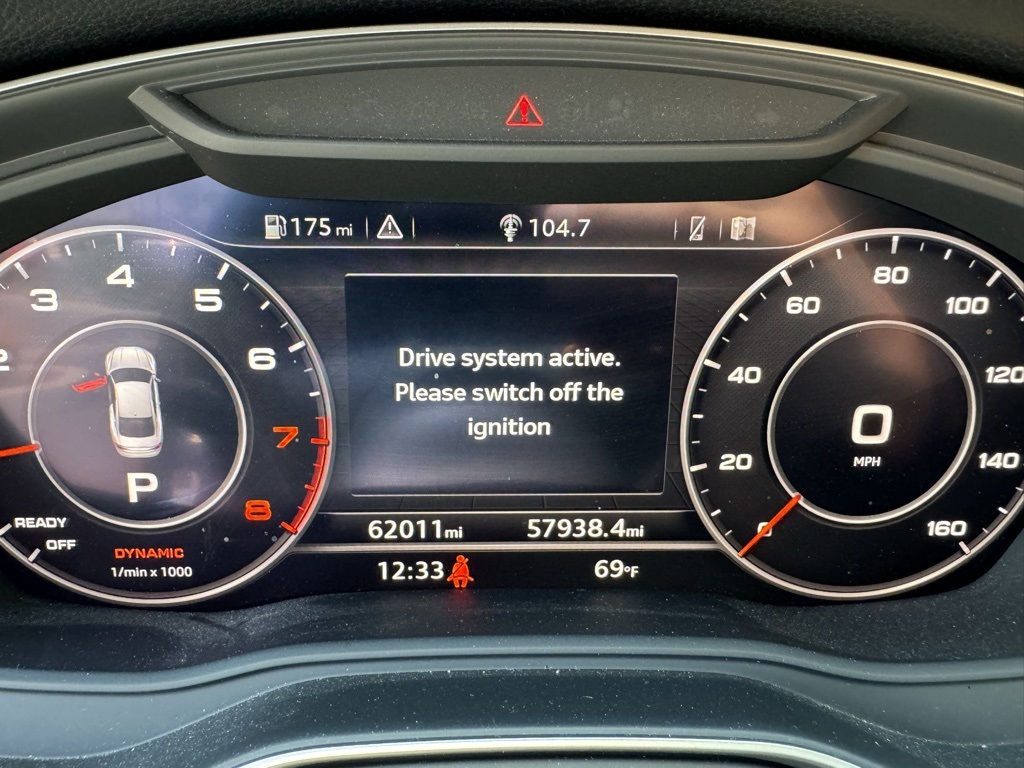 175 mi
104.7
2
3
4
5
6
7
8
P
READY
OFF
DYNAMIC
1/min x 1000
Drive system active.
Please switch off the
ignition
62011mi
57938.4mi
12:33
69°F
0
20
40
60
80
100
120
140
160
0
MPH